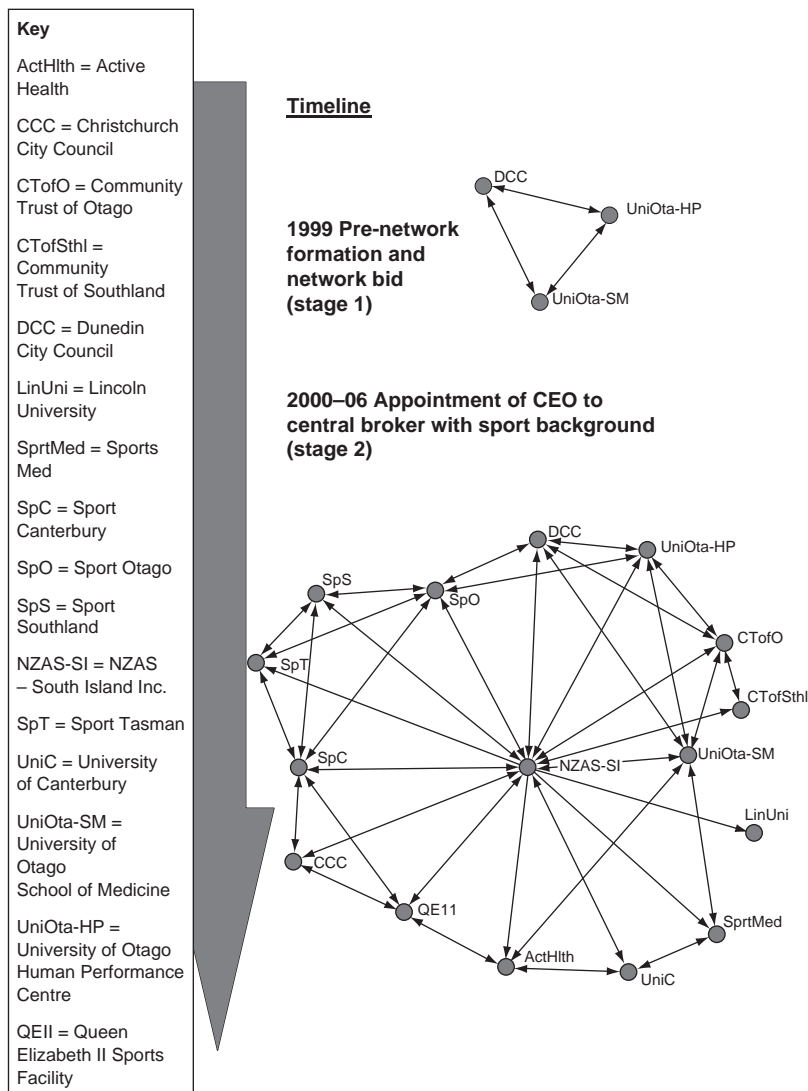 Key
ActHlth = Active
Health
CCC = Christchurch
City Council
CTofO = Community
Trust of Otago
CTofSthl =
Community
Trust of Southland
DCC = Dunedin
City Council
LinUni = Lincoln
University
SprtMed = Sports
Med
SpC = Sport
Canterbury
SpO = Sport Otago
SpS = Sport
Southland
NZAS-SI = NZAS
– South Island Inc.
SpT = Sport Tasman
UniC = University
of Canterbury
UniOta-SM =
University of
Otago
School of Medicine
UniOta-HP =
University of Otago
Human Performance
Centre
QEII = Queen
Elizabeth II Sports
Facility
Timeline
1999 Pre-network
formation and
network bid
(stage 1)
DCC
UniOta-HP
UniOta-SM
2000–06 Appointment of CEO to
central broker with sport background
(stage 2)
DCC
UniOta-HP
SpS
SpO
CTofO
SpT
CTofSthl
SpC
NZAS-SI
UniOta-SM
LinUni
CCC
QE11
SprtMed
ActHlth
UniC